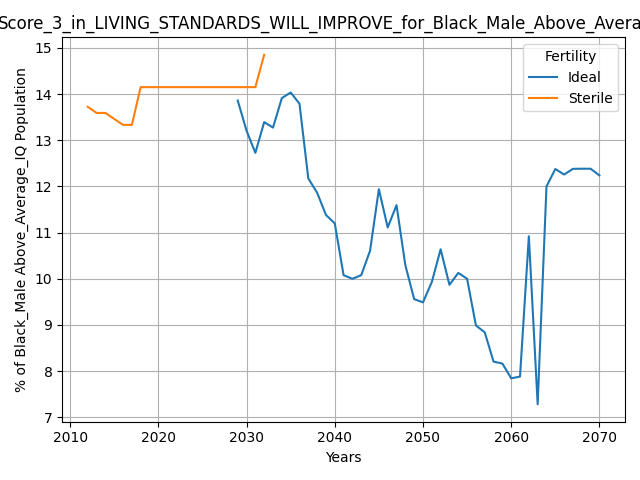 Score_3_in_LIVING_STANDARDS_WILL_IMPROVE_for_Black_Male_Above_Avera
Fertility
Ideal
Sterile
% of Black_Male Above_Average_IQ Population
15
14
13
12
11
10
9
8
7
2010 2020 2030 2040 2050 2060 2070
Years